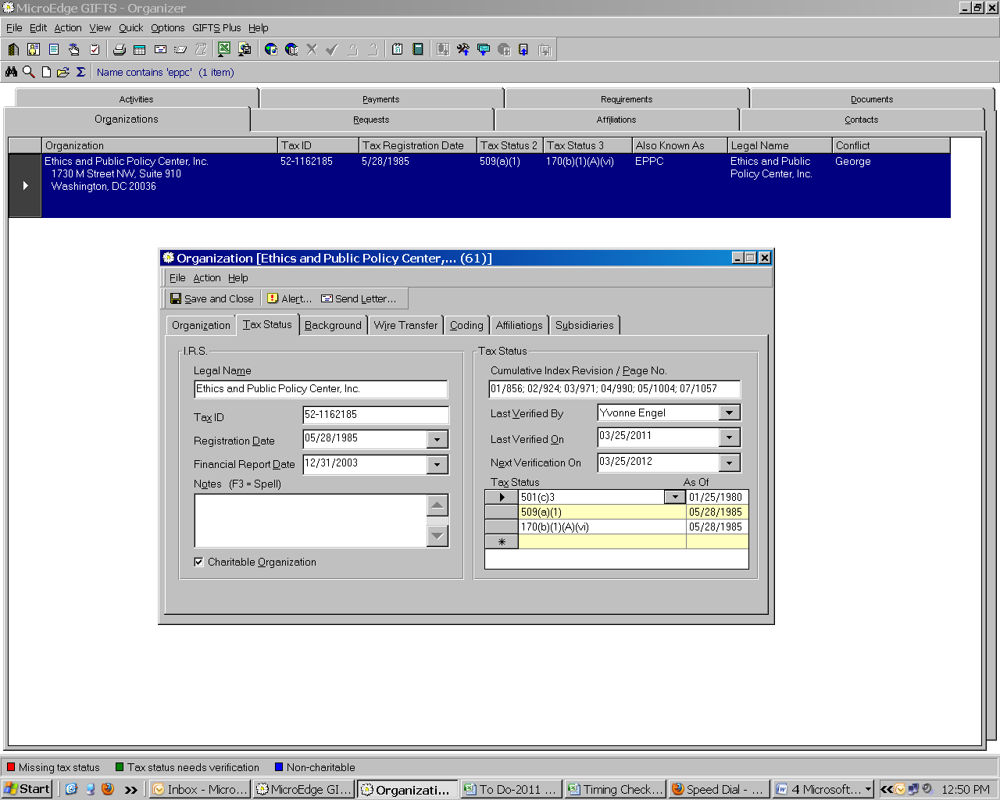 MicroEdge GIFTS - Organizer
File Edit Action View Quick Options GIFTS Plus Help
Name contains 'eppc' (1 item)
Activities Payments Requirements Documents
Organizations Requests Affiliations Contacts
Organization Tax ID Tax Registration Date Tax Status 2 Tax Status 3 Also Known As Legal Name Conflict
Ethics and Public Policy Center, Inc. 52-1162185 5/28/1985 509(a)(1) 170(b)(1)(A)(vi) EPPC Ethics and Public George
1730 M Street NW, Suite 910 Policy Center, Inc.
Washington, DC 20036
Organization [Ethics and Public Policy Center,... (61)]
File Action Help
Save and Close Alert... Send Letter...
Organization Tax Status Background Wire Transfer Coding Affiliations Subsidiaries
I.R.S.
Legal Name
Ethics and Public Policy Center, Inc.
Tax ID 52-1162185
Registration Date 05/28/1985
Financial Report Date 12/31/2003
Notes (F3 = Spell)
Charitable Organization
Tax Status
Cumulative Index Revision / Page No.
01/856; 02/924; 03/971; 04/990; 05/1004; 07/1057
Last Verified By Yvonne Engel
Last Verified On 03/25/2011
Next Verification On 03/25/2012
Tax Status As Of
501(c)3 01/25/1980
509(a)(1) 05/28/1985
170(b)(1)(A)(vi) 05/28/1985
Missing tax status Tax status needs verification Non-charitable
Start Inbox - Micro... MicroEdge GI... Organizati... To Do-2011 ... Timing Check... Speed Dial - ... 4 Microsoft... 12:50 PM